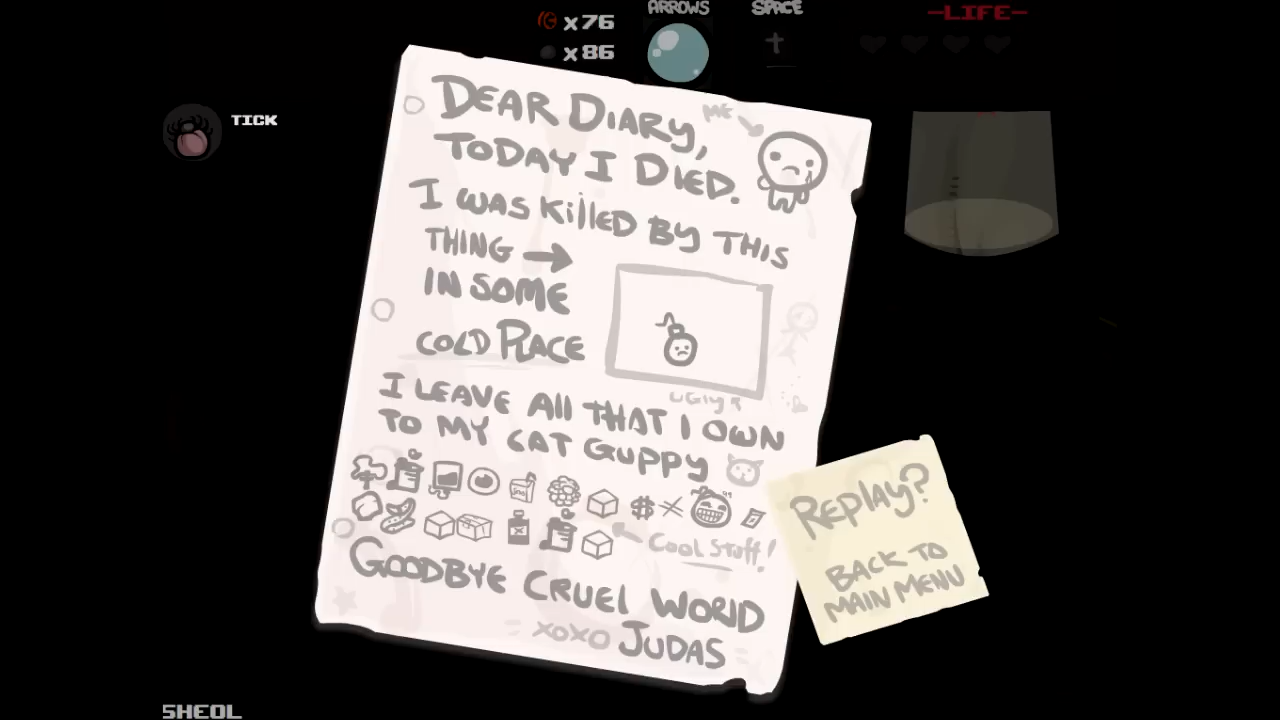 x76
x86
ARROWS
SPACE
-LIFE-
TICK
DEAR DIARY,
ME
TODAY I DIED.
I WAS KILLED BY THIS
THING →
IN SOME
COLD PLACE
UGLY
I LEAVE ALL THAT I OWN
TO MY CAT GUPPY
COOL STUFF!
GOODBYE CRUEL WORLD
XOXO JUDAS
REPLAY?
BACK TO
MAIN MENU
SHEOL